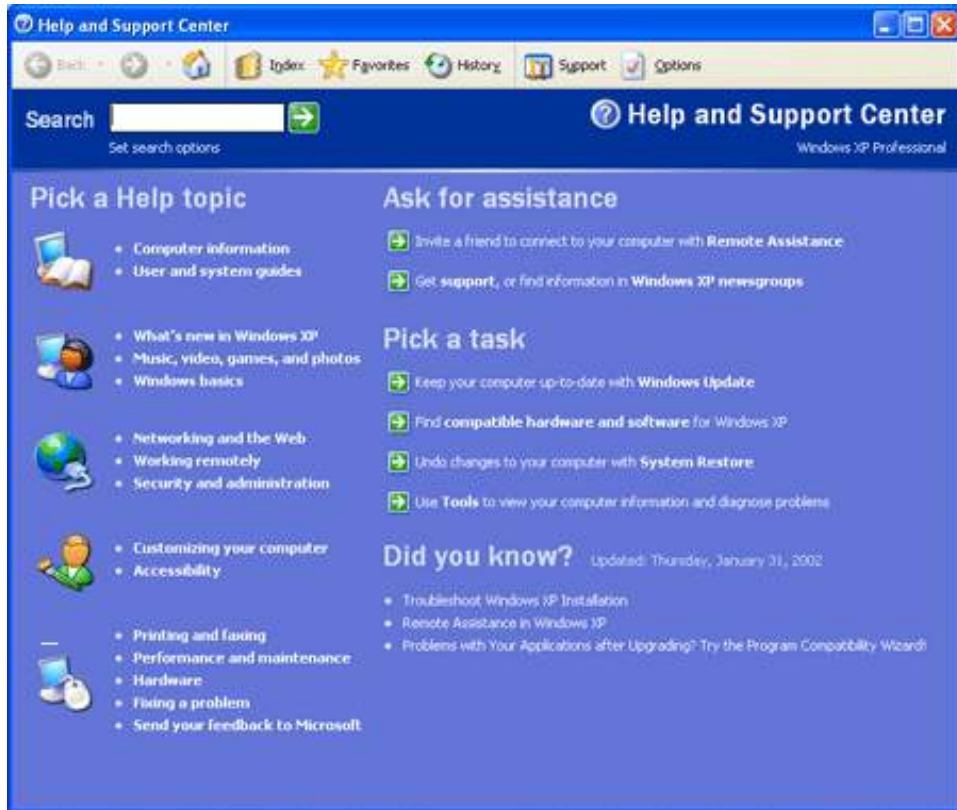 Help and Support Center
Back
Index
Favorites
History
Support
Options
Search
Set search options
Help and Support Center
Windows XP Professional
Pick a Help topic
Computer information
User and system guides
What's new in Windows XP
Music, video, games, and photos
Windows basics
Networking and the Web
Working remotely
Security and administration
Customizing your computer
Accessibility
Printing and faxing
Performance and maintenance
Hardware
Fixing a problem
Send your feedback to Microsoft
Ask for assistance
Invite a friend to connect to your computer with Remote Assistance
Get support, or find information in Windows XP newsgroups
Pick a task
Keep your computer up-to-date with Windows Update
Find compatible hardware and software for Windows XP
Undo changes to your computer with System Restore
Use Tools to view your computer information and diagnose problems
Did you know? Updated: Thursday, January 31, 2002
Troubleshoot Windows XP Installation
Remote Assistance in Windows XP
Problems with Your Applications after Upgrading? Try the Program Compatibility Wizard!